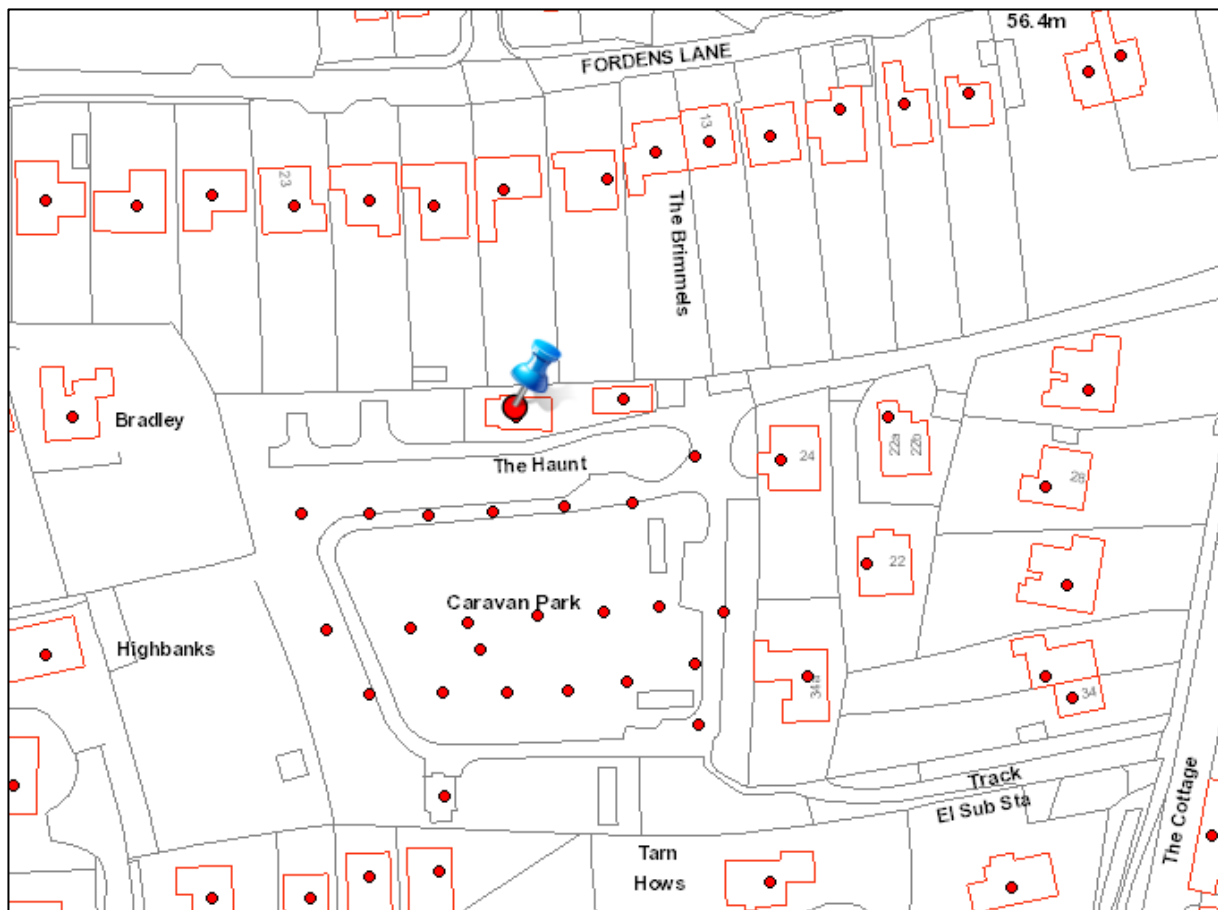 56.4m
FORDENS LANE
13
23
The Brimmels
Bradley
The Haunt
24
22a
22b
28
22
Caravan Park
Highbanks
34a
34
Track
El Sub Sta
The Cottage
Tarn
Hows